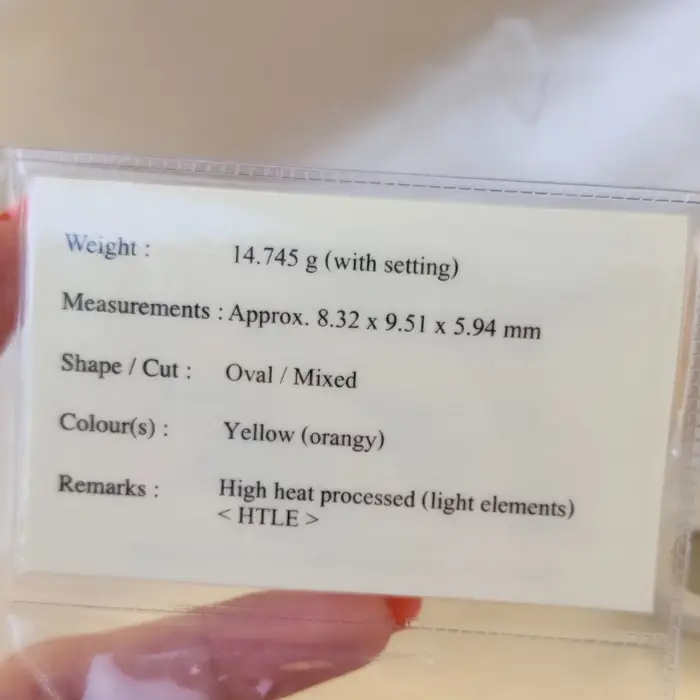 Weight : 14.745 g (with setting)
Measurements : Approx. 8.32 x 9.51 x 5.94 mm
Shape / Cut : Oval / Mixed
Colour(s) : Yellow (orangy)
Remarks : High heat processed (light elements)
< HTLE >